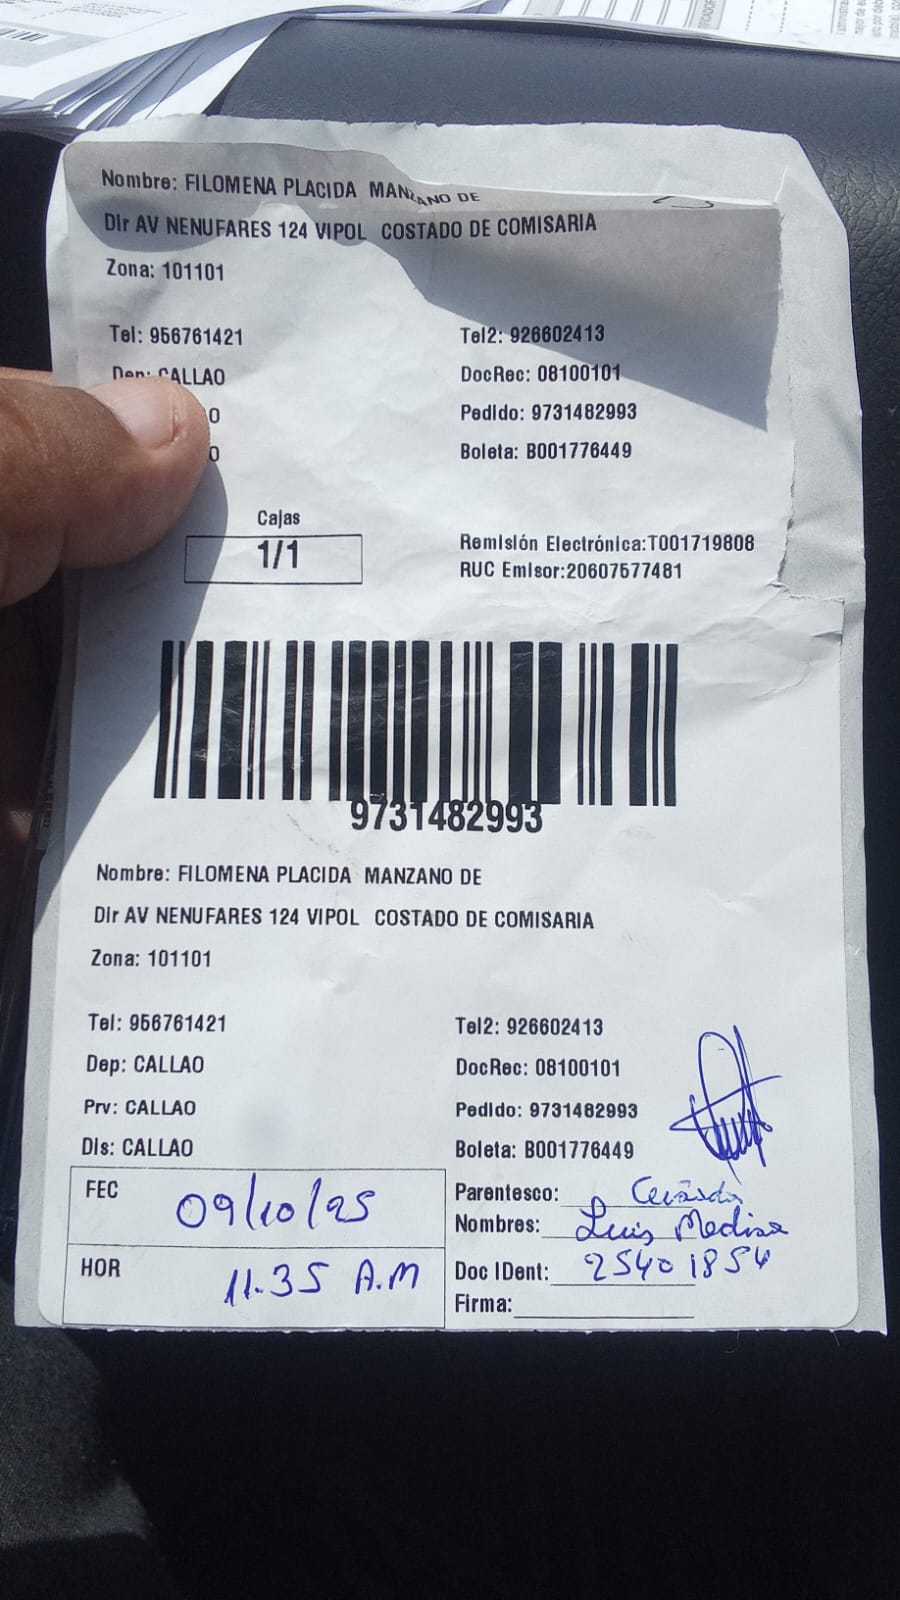 Nombre: FILOMENA PLACIDA MANZANO DE
Dir AV NENUFARES 124 VIPOL COSTADO DE COMISARIA
Zona: 101101
Tel: 956761421 Tel2: 926602413
Dep: CALLAO DocRec: 08100101
O Pedido: 9731482993
O Boleta: B001776449
Cajas
1/1
Remisión Electrónica:T001719808
RUC Emisor:20607577481
9731482993
Nombre: FILOMENA PLACIDA MANZANO DE
Dir AV NENUFARES 124 VIPOL COSTADO DE COMISARIA
Zona: 101101
Tel: 956761421 Tel2: 926602413
Dep: CALLAO DocRec: 08100101
Prv: CALLAO Pedido: 9731482993
Dis: CALLAO Boleta: B001776449
FEC 09/10/25
HOR 11.35 A.M
Parentesco:
Nombres: Luis Medina
Doc IDent: 25401854
Firma: